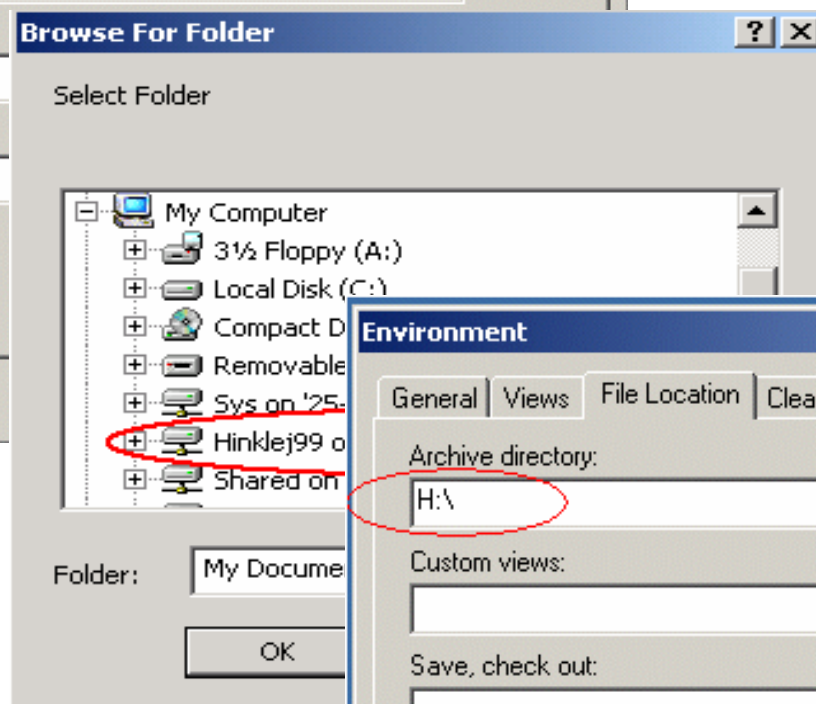 Browse For Folder
Select Folder
My Computer
3½ Floppy (A:)
Local Disk (C:)
Compact D
Removable
Sys on '25-
Hinklej99 o
Shared on
Folder:
My Docume
OK
Environment
General Views File Location Clea
Archive directory:
H:\
Custom views:
Save, check out: